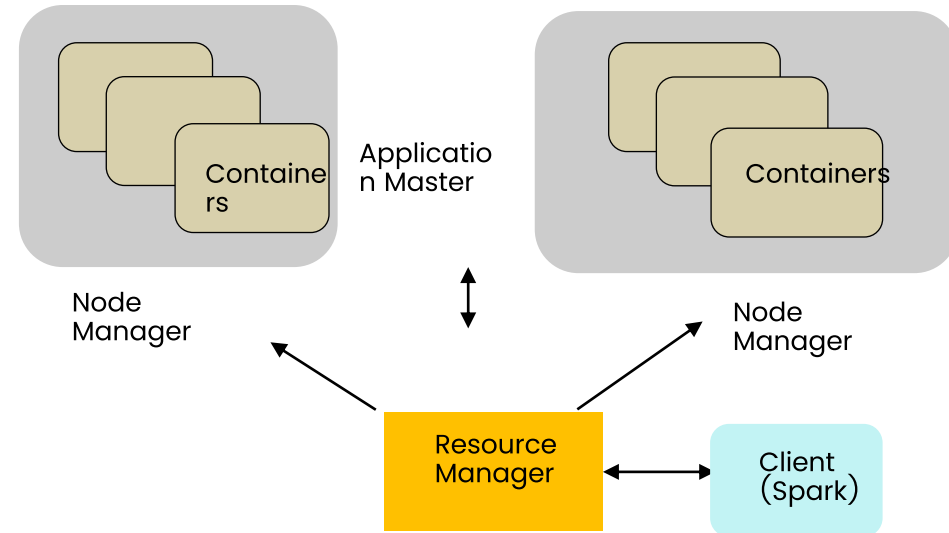 Applicatio
n Master
Containe
rs
Containers
Node
Manager
Node
Manager
Resource
Manager
Client
(Spark)